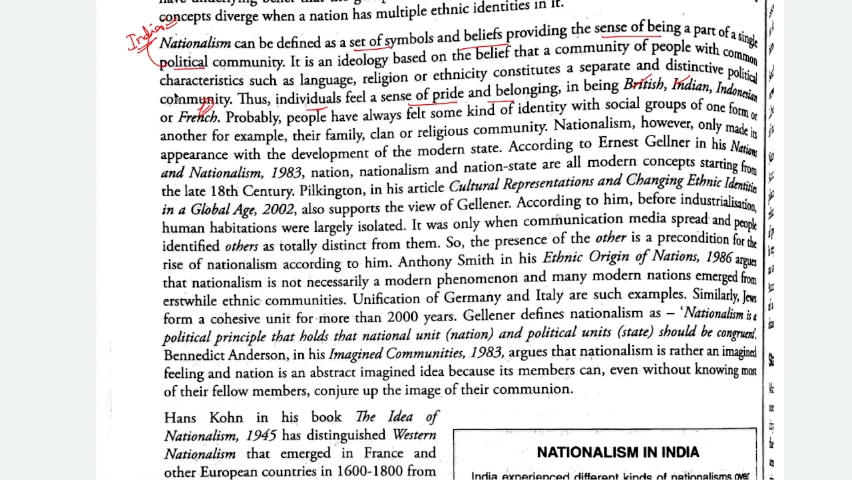 concepts diverge when a nation has multiple ethnic identities in it.
Nationalism can be defined as a set of symbols and beliefs providing the sense of being a part of a single
political community. It is an ideology based on the belief that a community of people with common
characteristics such as language, religion or ethnicity constitutes a separate and distinctive political
community. Thus, individuals feel a sense of pride and belonging, in being British, Indian, Indonesian
or French. Probably, people have always felt some kind of identity with social groups of one form or
another for example, their family, clan or religious community. Nationalism, however, only made its
appearance with the development of the modern state. According to Ernest Gellner in his Nations
and Nationalism, 1983, nation, nationalism and nation-state are all modern concepts starting from
the late 18th Century. Pilkington, in his article Cultural Representations and Changing Ethnic Identities
in a Global Age, 2002, also supports the view of Gellener. According to him, before industrialisation,
human habitations were largely isolated. It was only when communication media spread and people
identified others as totally distinct from them. So, the presence of the other is a precondition for the
rise of nationalism according to him. Anthony Smith in his Ethnic Origin of Nations, 1986 argues
that nationalism is not necessarily a modern phenomenon and many modern nations emerged from
erstwhile ethnic communities. Unification of Germany and Italy are such examples. Similarly, Jews
form a cohesive unit for more than 2000 years. Gellener defines nationalism as – 'Nationalism is a
political principle that holds that national unit (nation) and political units (state) should be congruent'.
Bennedict Anderson, in his Imagined Communities, 1983, argues that nationalism is rather an imagined
feeling and nation is an abstract imagined idea because its members can, even without knowing most
of their fellow members, conjure up the image of their communion.
Hans Kohn in his book The Idea of
Nationalism, 1945 has distinguished Western
Nationalism that emerged in France and
other European countries in 1600-1800 from
NATIONALISM IN INDIA
India experienced different kinds of nationalisms over